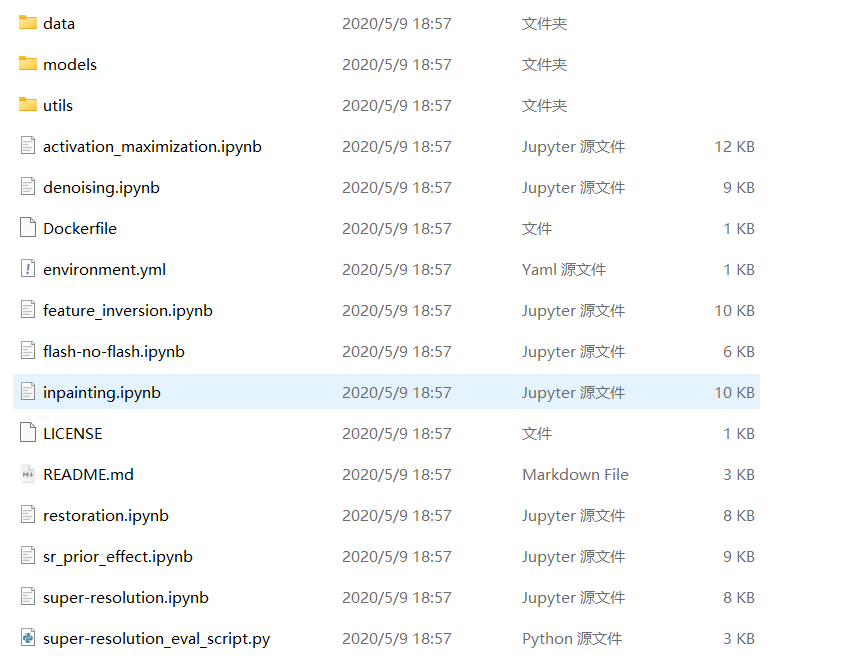 data 2020/5/9 18:57 文件夹
models 2020/5/9 18:57 文件夹
utils 2020/5/9 18:57 文件夹
activation_maximization.ipynb 2020/5/9 18:57 Jupyter 源文件 12 KB
denoising.ipynb 2020/5/9 18:57 Jupyter 源文件 9 KB
Dockerfile 2020/5/9 18:57 文件 1 KB
environment.yml 2020/5/9 18:57 Yaml 源文件 1 KB
feature_inversion.ipynb 2020/5/9 18:57 Jupyter 源文件 10 KB
flash-no-flash.ipynb 2020/5/9 18:57 Jupyter 源文件 6 KB
inpainting.ipynb 2020/5/9 18:57 Jupyter 源文件 10 KB
LICENSE 2020/5/9 18:57 文件 1 KB
README.md 2020/5/9 18:57 Markdown File 3 KB
restoration.ipynb 2020/5/9 18:57 Jupyter 源文件 8 KB
sr_prior_effect.ipynb 2020/5/9 18:57 Jupyter 源文件 9 KB
super-resolution.ipynb 2020/5/9 18:57 Jupyter 源文件 8 KB
super-resolution_eval_script.py 2020/5/9 18:57 Python 源文件 3 KB